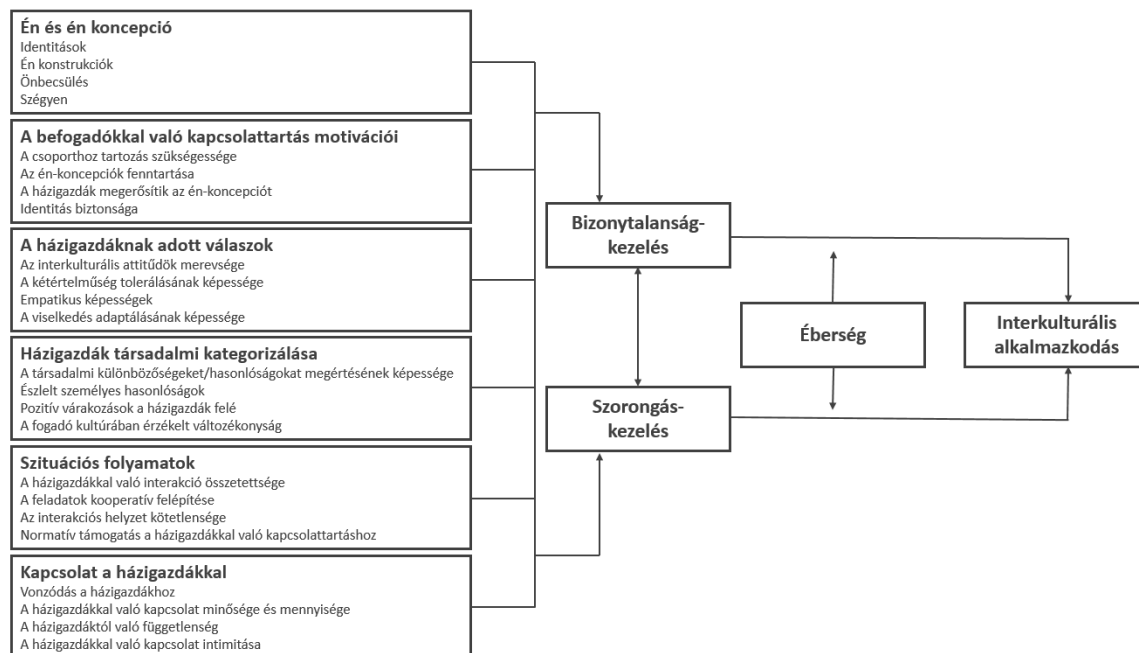 Én és én koncepció
Identitások
Én konstrukciók
Önbecsülés
Szégyen
A befogadókkal való kapcsolattartás motivációi
A csoporthoz tartozás szükségessége
Az én-koncepciók fenntartása
A házigazdák megerősítik az én-koncepciót
Identitás biztonsága
A házigazdáknak adott válaszok
Az interkulturális attitűdök merevsége
A kétértelműség tolerálásának képessége
Empatikus képességek
A viselkedés adaptálásának képessége
Házigazdák társadalmi kategorizálása
A társadalmi különbözőségeket/hasonlóságokat megértésének képessége
Észlelt személyes hasonlóságok
Pozitív várakozások a házigazdák felé
A fogadó kultúrában érzékelt változékonyság
Szituációs folyamatok
A házigazdákkal való interakció összetettsége
A feladatok kooperatív felépítése
Az interakciós helyzet kötetlensége
Normatív támogatás a házigazdákkal való kapcsolattartáshoz
Kapcsolat a házigazdákkal
Vonzódás a házigazdákhoz
A házigazdákkal való kapcsolat minősége és mennyisége
A házigazdáktól való függetlenség
A házigazdákkal való kapcsolat intimitása
Bizonytalanság-
kezelés
Szorongás-
kezelés
Éberség
Interkulturális
alkalmazkodás